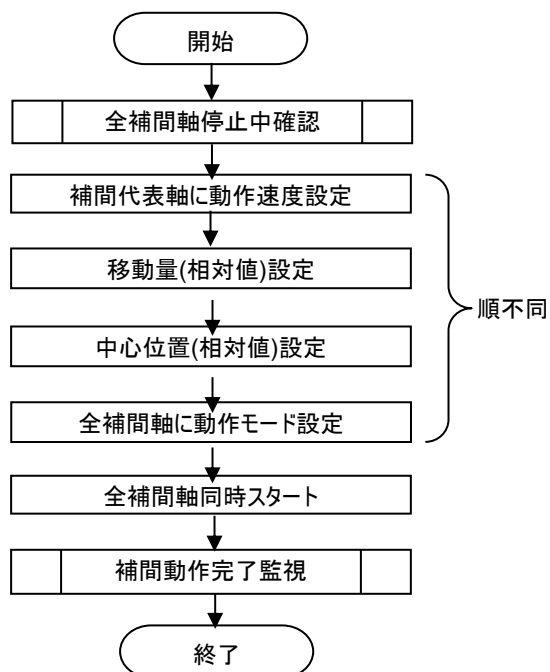 開始
全補間軸停止中確認
補間代表軸に動作速度設定
移動量(相対値)設定
中心位置(相対値)設定
全補間軸に動作モード設定
順不同
全補間軸同時スタート
補間動作完了監視
終了